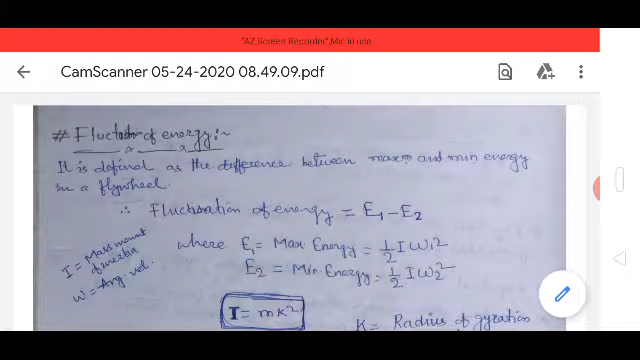 "AZ Screen Recorder",Mic in use
CamScanner 05-24-2020 08.49.09.pdf
# Fluctuation of energy :-
It is defined as the difference between maxm and min energy
in a flywheel.
∴ Fluctuation of energy = E1 - E2
I = Mass moment
of inertia
ω = Ang. vel.
where E1 = Max Energy = 1/2 I ω1²
E2 = Min Energy = 1/2 I ω2²
I = mk²
K = Radius of gyration